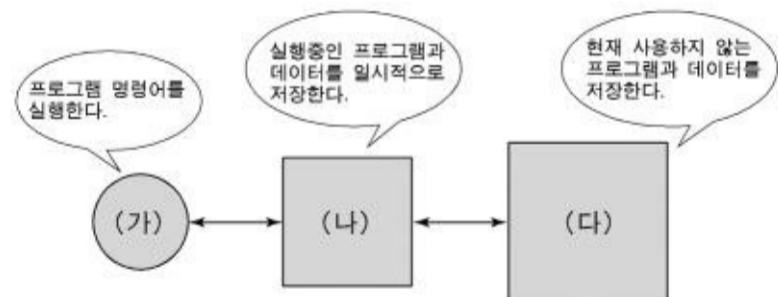 프로그램 명령어를
실행한다.
실행중인 프로그램과
데이터를 일시적으로
저장한다.
현재 사용하지 않는
프로그램과 데이터를
저장한다.
(가)
(나)
(다)